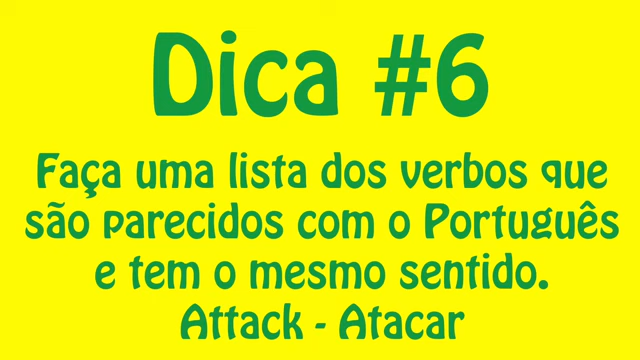 Dica #6
Faça uma lista dos verbos que
são parecidos com o Português
e tem o mesmo sentido.
Attack - Atacar